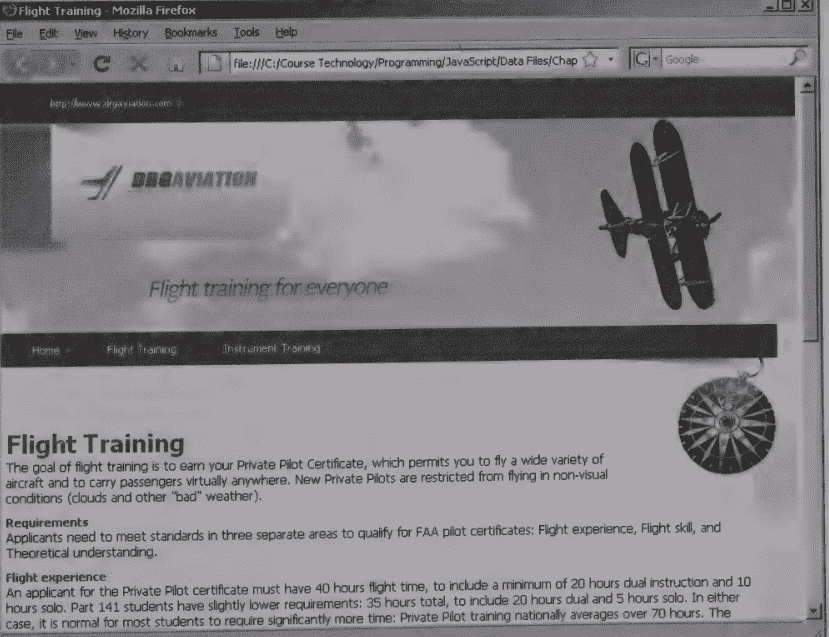 Flight Training - Mozilla Firefox
File Edit View History Bookmarks Tools Help
file:///C:/Course Technology/Programming/JavaScript/Data Files/Chap
Google
http://www.drgaviation.com
DRGAVIATION
Flight training for everyone
Home Flight Training Instrument Training
Flight Training
The goal of flight training is to earn your Private Pilot Certificate, which permits you to fly a wide variety of
aircraft and to carry passengers virtually anywhere. New Private Pilots are restricted from flying in non-visual
conditions (clouds and other "bad" weather).
Requirements
Applicants need to meet standards in three separate areas to qualify for FAA pilot certificates: Flight experience, Flight skill, and
Theoretical understanding.
Flight experience
An applicant for the Private Pilot certificate must have 40 hours flight time, to include a minimum of 20 hours dual instruction and 10
hours solo. Part 141 students have slightly lower requirements: 35 hours total, to include 20 hours dual and 5 hours solo. In either
case, it is normal for most students to require significantly more time: Private Pilot training nationally averages over 70 hours. The